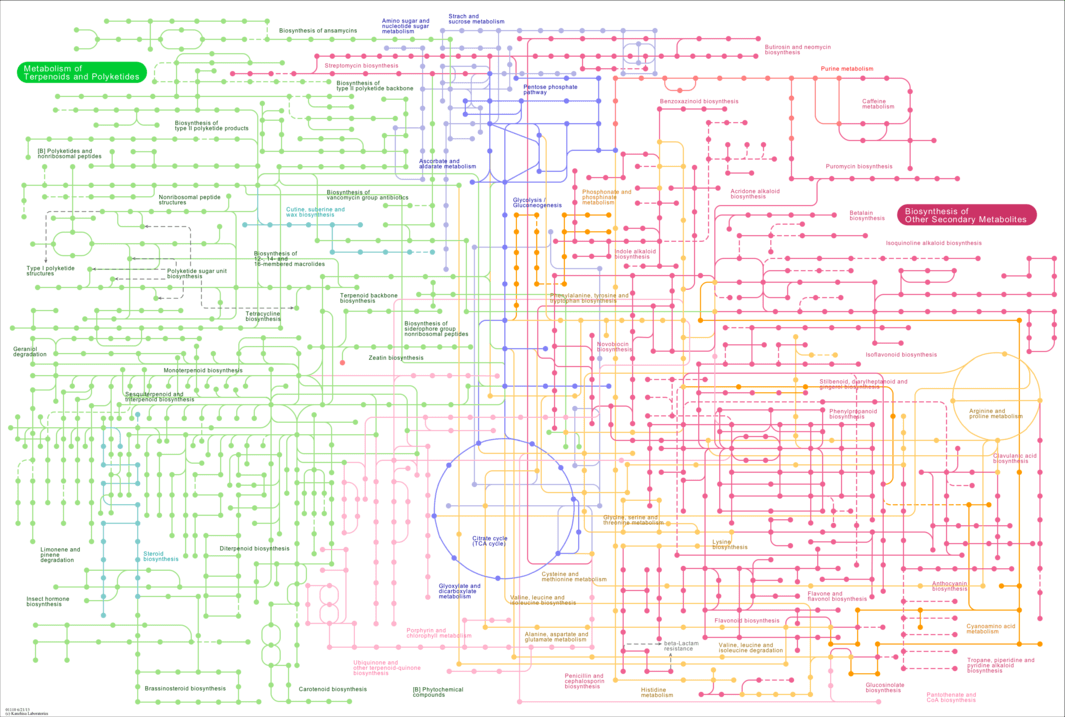 Biosynthesis of ansamycins
Amino sugar and
nucleotide sugar
metabolism
Strach and
sucrose metabolism
Butirosin and neomycin
biosynthesis
Metabolism of
Terpenoids and Polyketides
Streptomycin biosynthesis
Purine metabolism
Biosynthesis of
type II polyketide backbone
Pentose phosphate
pathway
Benzoxazinoid biosynthesis
Caffeine
metabolism
Biosynthesis of
type II polyketide products
[B] Polyketides and
nonribosomal peptides
Ascorbate and
aldarate metabolism
Puromycin biosynthesis
Nonribosomal peptide
structures
Biosynthesis of
vancomycin group antibiotics
Phosphonate and
phosphinate
metabolism
Acridone alkaloid
biosynthesis
Glycolysis /
Gluconeogenesis
Cutine, suberine and
wax biosynthesis
Betalain
biosynthesis
Biosynthesis of
Other Secondary Metabolites
Isoquinoline alkaloid biosynthesis
Indole alkaloid
biosynthesis
Biosynthesis of
12-, 14- and
16-membered macrolides
Type I polyketide
structures
Polyketide sugar unit
biosynthesis
Terpenoid backbone
biosynthesis
Phenylalanine, tyrosine and
tryptophan biosynthesis
Tetracycline
biosynthesis
Biosynthesis of
siderophore group
nonribosomal peptides
Geraniol
degradation
Zeatin biosynthesis
Novobiocin
biosynthesis
Isoflavonoid biosynthesis
Monoterpenoid biosynthesis
Stilbenoid, diarylheptanoid and
gingerol biosynthesis
Sesquiterpenoid and
triterpenoid biosynthesis
Phenylpropanoid
biosynthesis
Arginine and
proline metabolism
Clavulanic acid
biosynthesis
Glycine, serine and
threonine metabolism
Citrate cycle
(TCA cycle)
Lysine
biosynthesis
Limonene and
pinene
degradation
Steroid
biosynthesis
Diterpenoid biosynthesis
Cysteine and
methionine metabolism
Glyoxylate and
dicarboxylate
metabolism
Anthocyanin
biosynthesis
Insect hormone
biosynthesis
Valine, leucine and
isoleucine biosynthesis
Flavone and
flavonol biosynthesis
Flavonoid biosynthesis
Cyanoamino acid
metabolism
Porphyrin and
chlorophyll metabolism
Alanine, aspartate and
glutamate metabolism
beta-Lactam
resistance
Valine, leucine and
isoleucine degradation
Ubiquinone and
other terpenoid-quinone
biosynthesis
Tropane, piperidine and
pyridine alkaloid
biosynthesis
Penicillin and
cephalosporin
biosynthesis
Brassinosteroid biosynthesis
Carotenoid biosynthesis
[B] Phytochemical
compounds
Histidine
metabolism
Glucosinolate
biosynthesis
Pantothenate and
CoA biosynthesis
(c) Kanehisa Laboratories